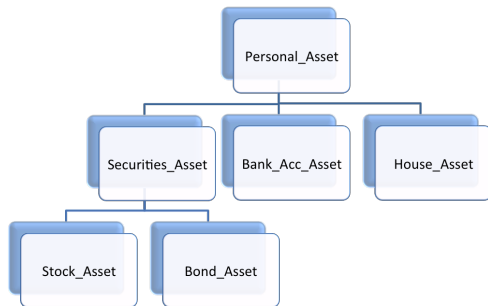 Personal_Asset
Securities_Asset
Bank_Acc_Asset
House_Asset
Stock_Asset
Bond_Asset